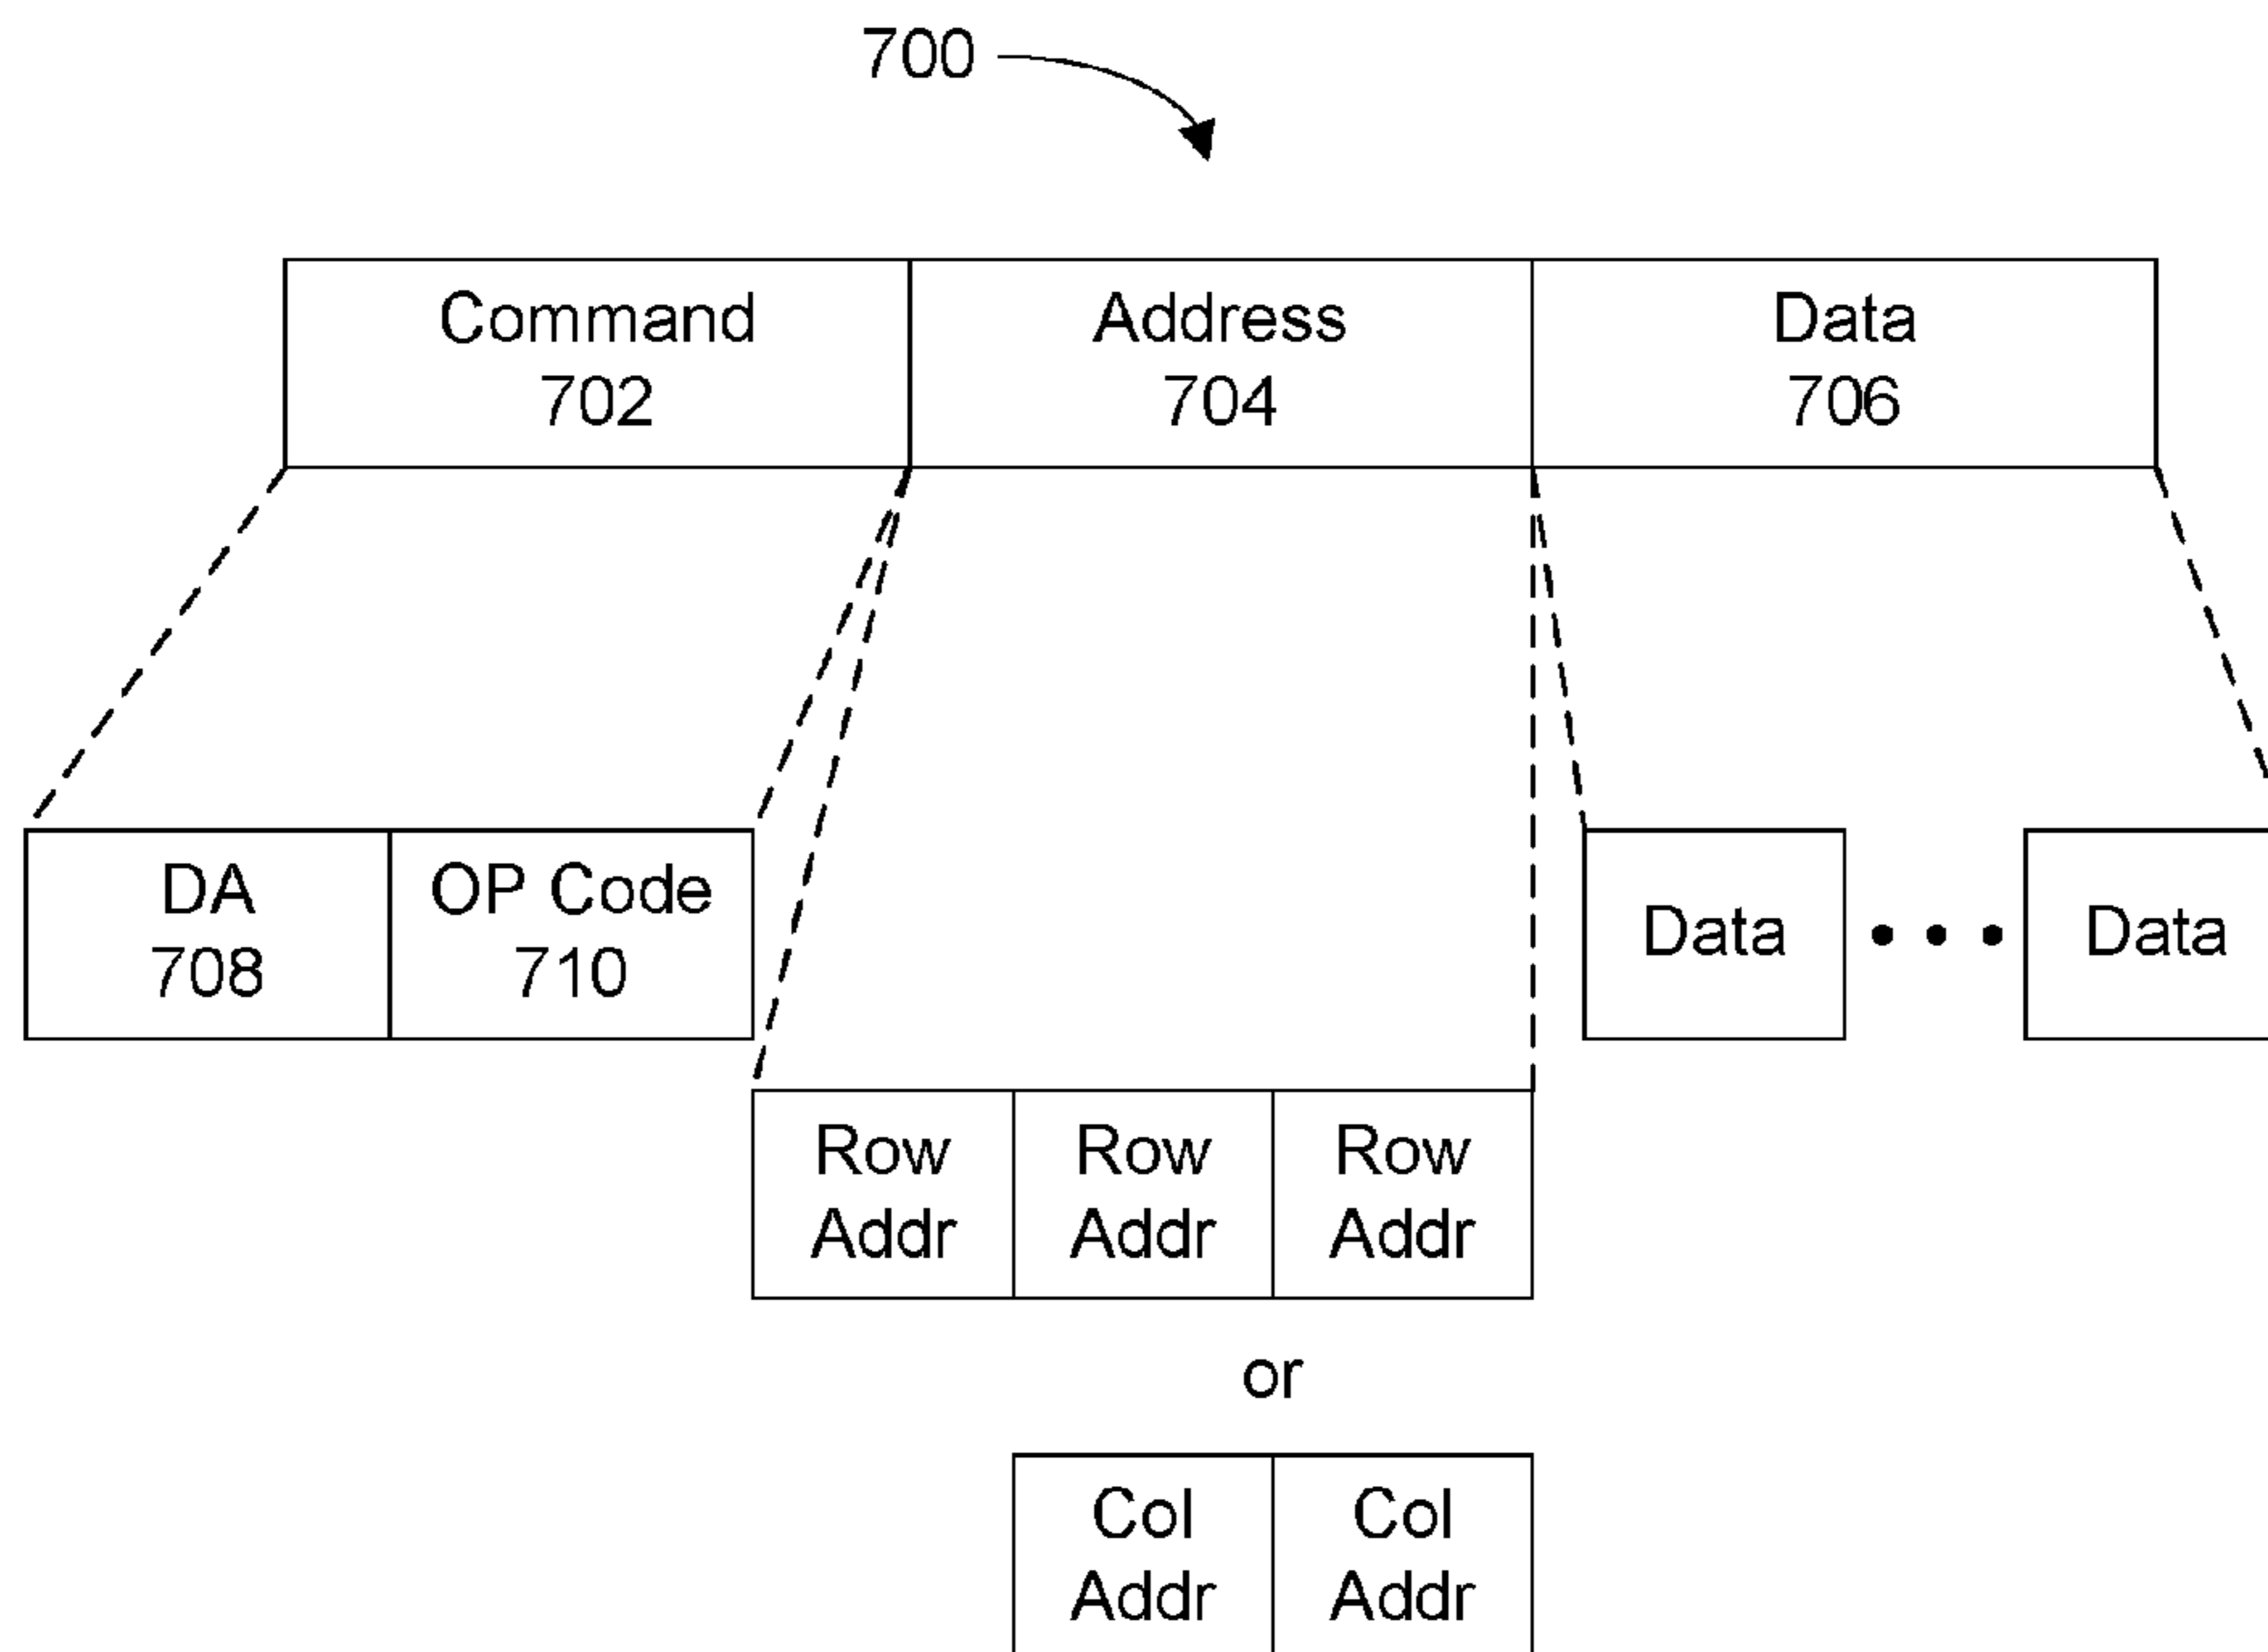 700
Command
702
Address
704
Data
706
DA
708
OP Code
710
Data
Data
Row
Addr
Row
Addr
Row
Addr
or
Col
Addr
Col
Addr